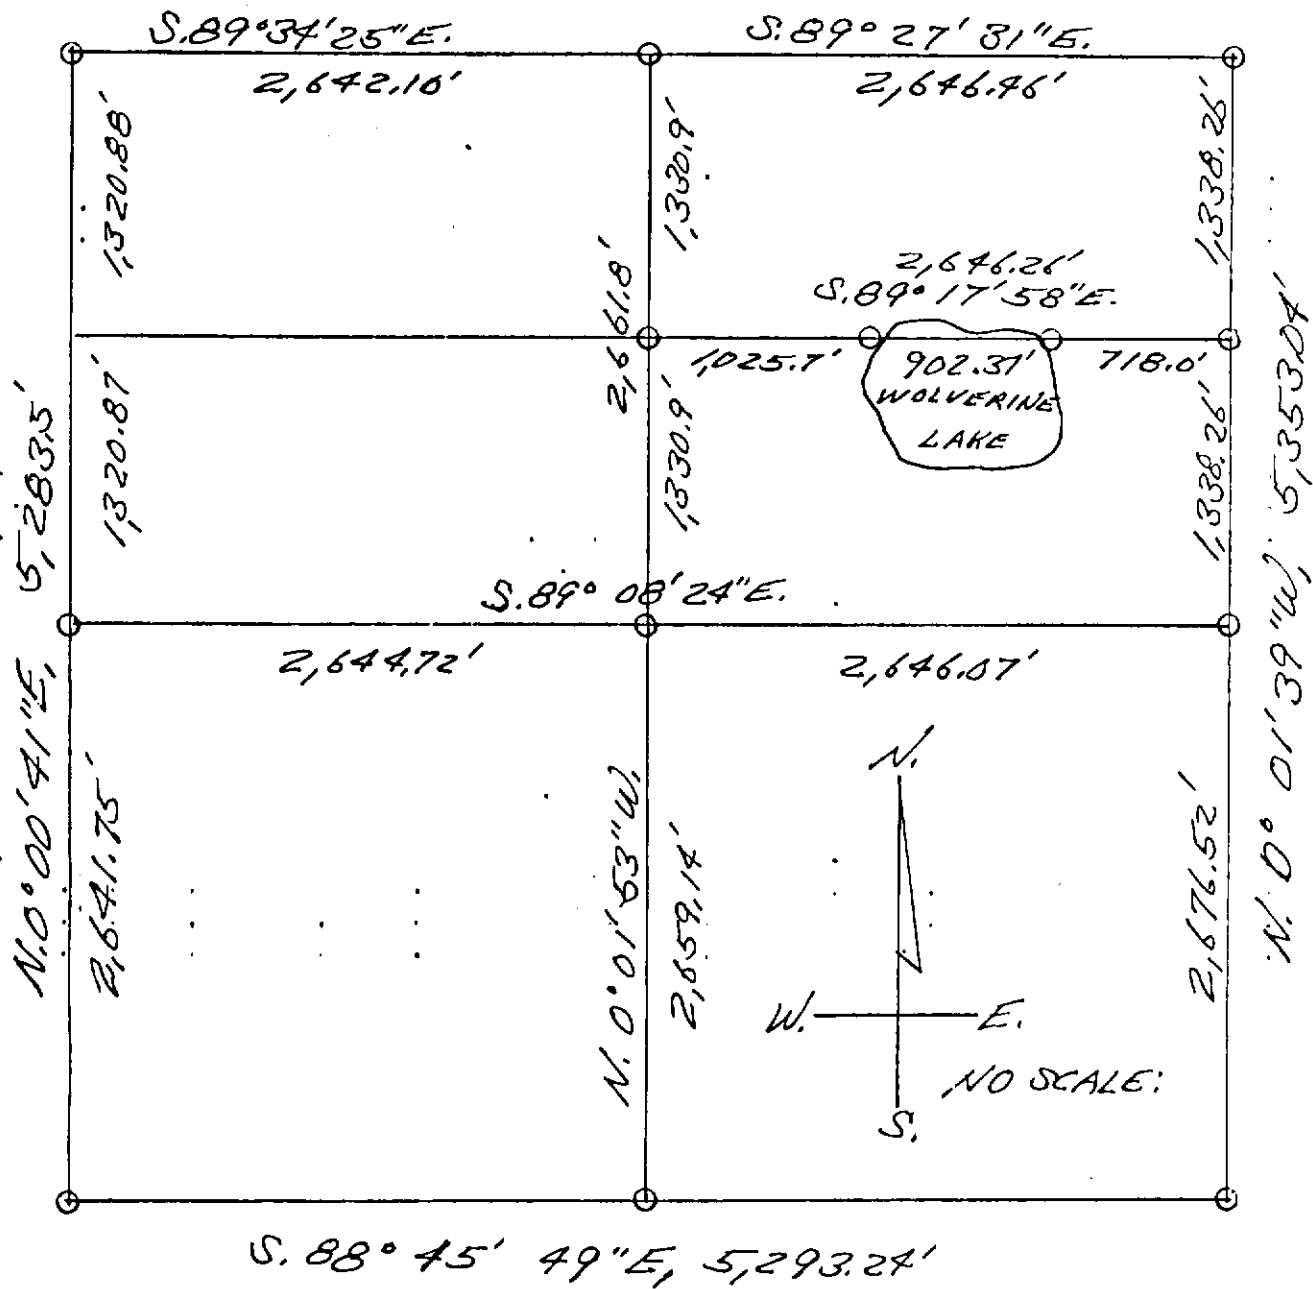 S.89°34'25"E.
S.89°27'31"E.
2,642.10'
2,646.46'
1,320.88'
1,330.9'
1,338.26'
2,646.26'
S.89°17'58"E.
2,661.8'
1,025.7'
902.37'
718.0'
WOLVERINE
LAKE
1,320.87'
1,330.9'
1,338.26'
N.0°00'41"E, 5,283.5'
N. 0° 01' 39"W, 5,353.04'
S.89° 08' 24"E.
2,644.72'
2,646.07'
2,641.75'
N. 0° 01' 53"W.
2,659.14'
2,676.52'
N.
W.
E.
S.
NO SCALE:
S. 88° 45' 49"E, 5,293.24'